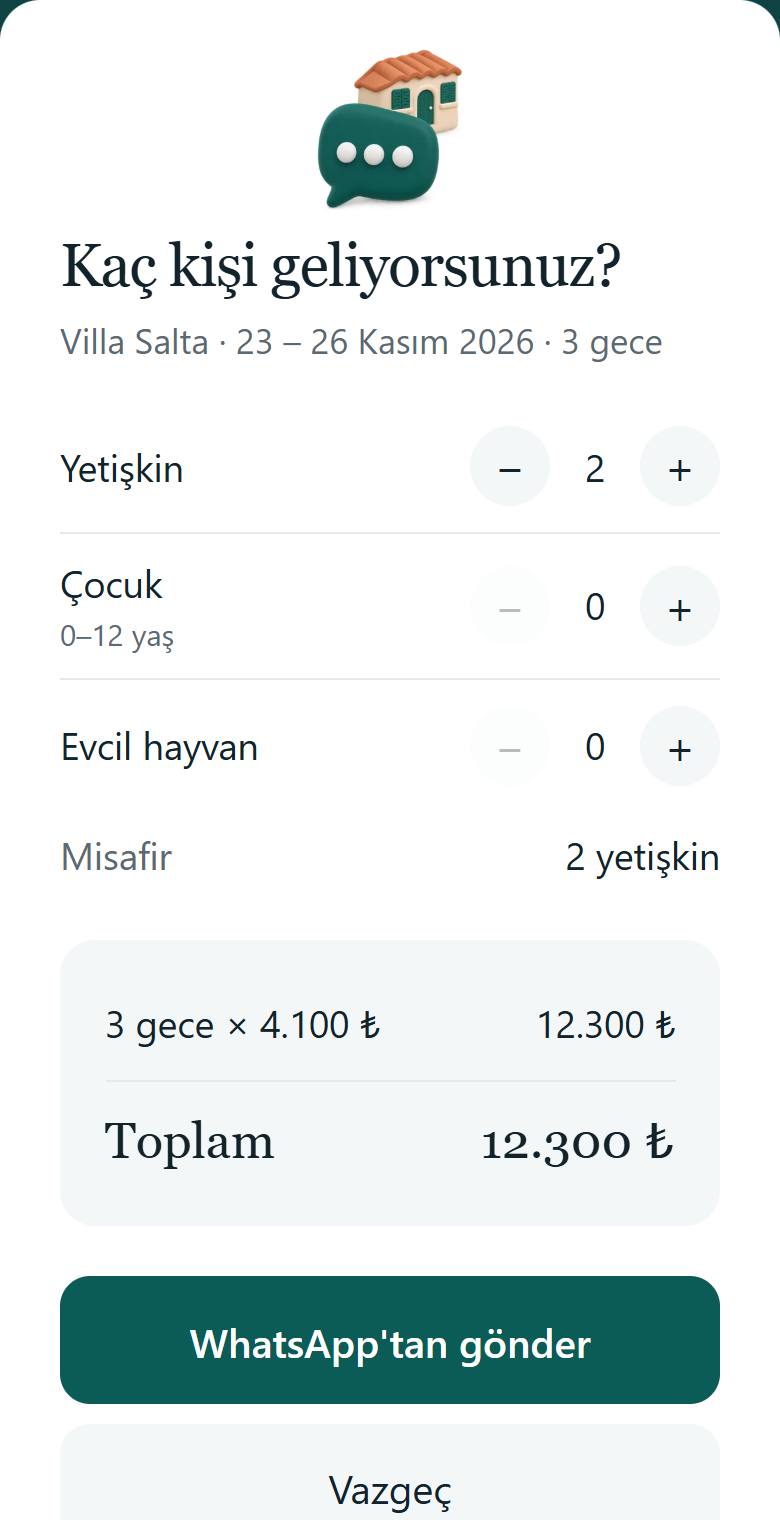 Kaç kişi geliyorsunuz?
Villa Salta · 23 – 26 Kasım 2026 · 3 gece
Yetişkin − 2 +
Çocuk
0–12 yaş
− 0 +
Evcil hayvan − 0 +
Misafir 2 yetişkin
3 gece × 4.100 ₺ 12.300 ₺
Toplam 12.300 ₺
WhatsApp'tan gönder
Vazgeç